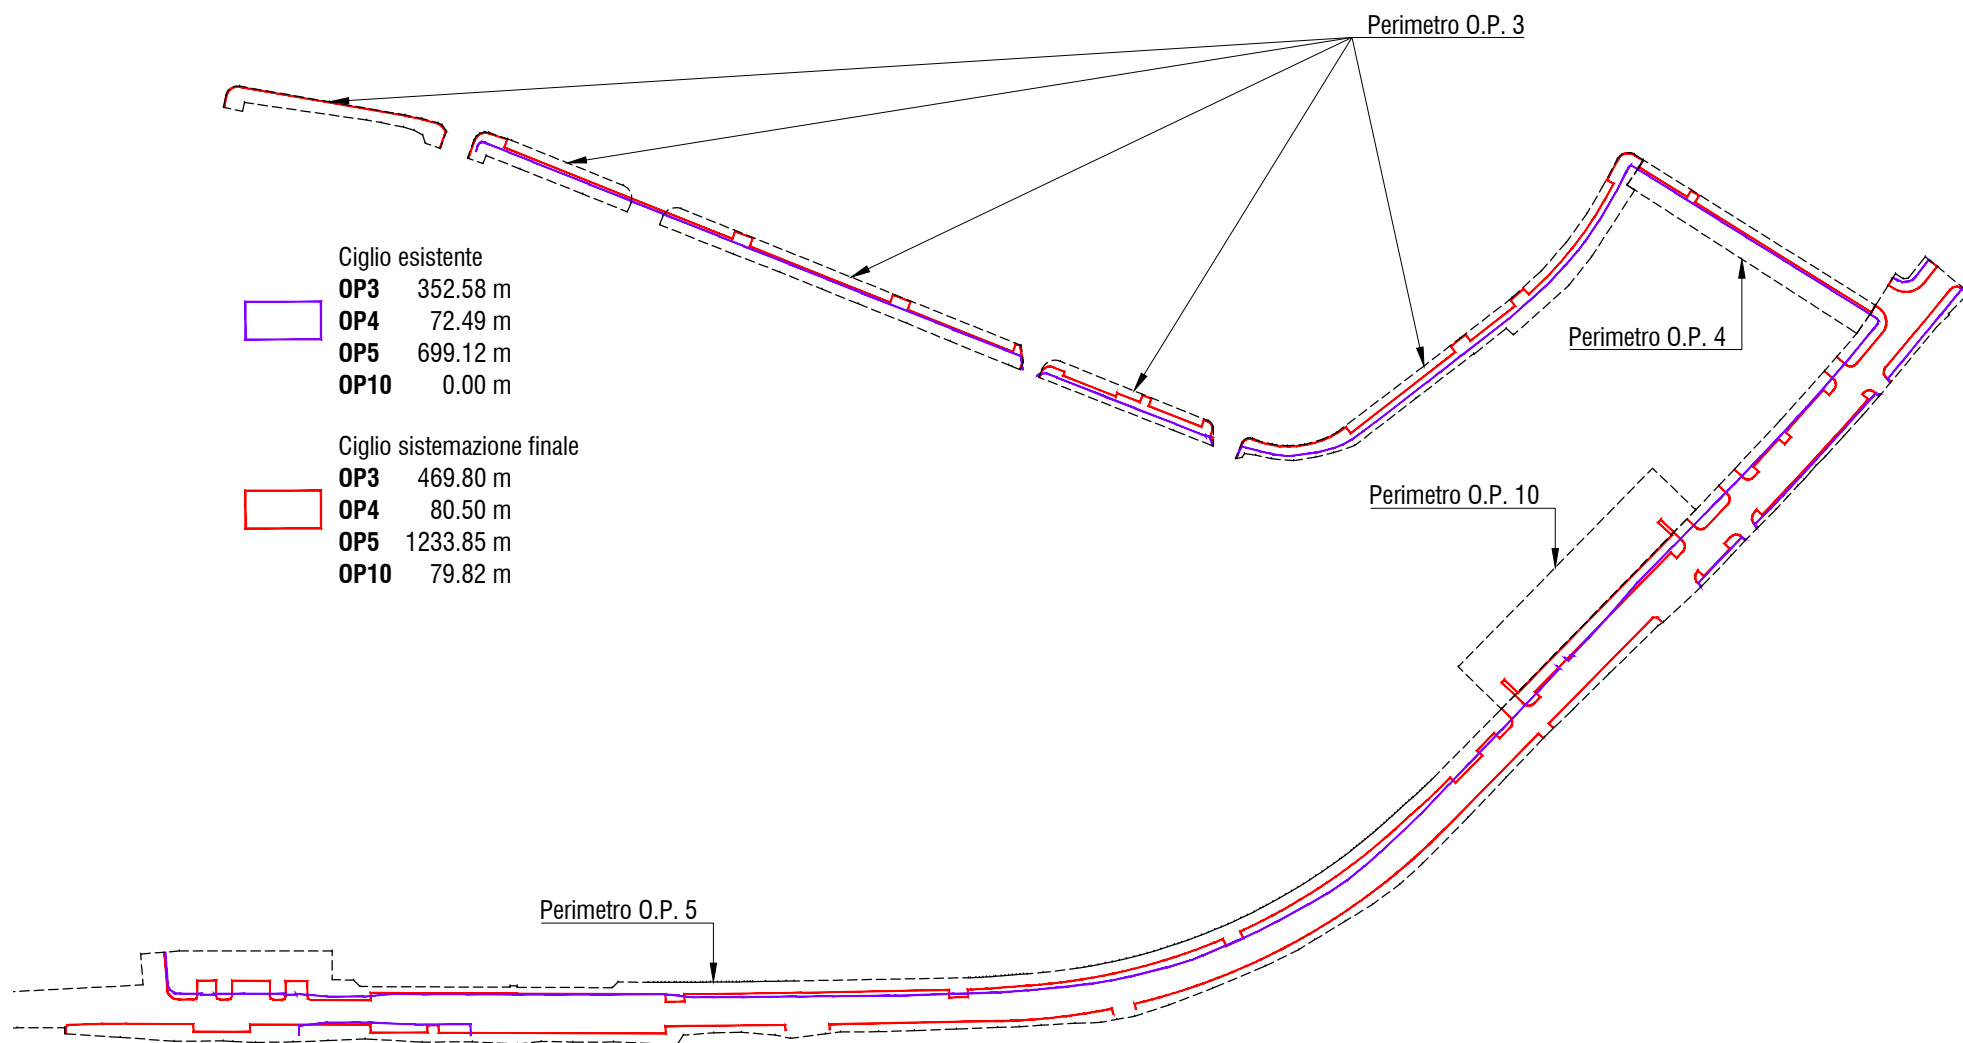 Perimetro O.P. 3
Ciglio esistente
OP3 352.58 m
OP4 72.49 m
OP5 699.12 m
OP10 0.00 m
Perimetro O.P. 4
Ciglio sistemazione finale
OP3 469.80 m
OP4 80.50 m
OP5 1233.85 m
OP10 79.82 m
Perimetro O.P. 10
Perimetro O.P. 5